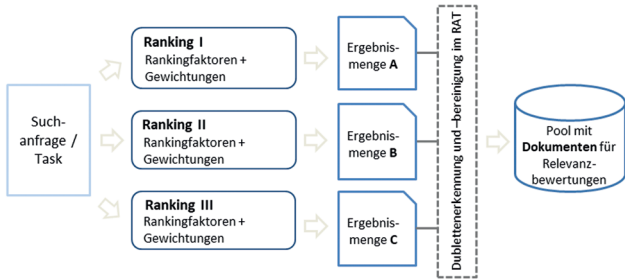 Such-
anfrage /
Task
Ranking I
Rankingfaktoren +
Gewichtungen
Ranking II
Rankingfaktoren +
Gewichtungen
Ranking III
Rankingfaktoren +
Gewichtungen
Ergebnis-
menge A
Ergebnis-
menge B
Ergebnis-
menge C
Dublettenerkennung und –bereinigung im RAT
Pool mit
Dokumenten für
Relevanz-
bewertungen